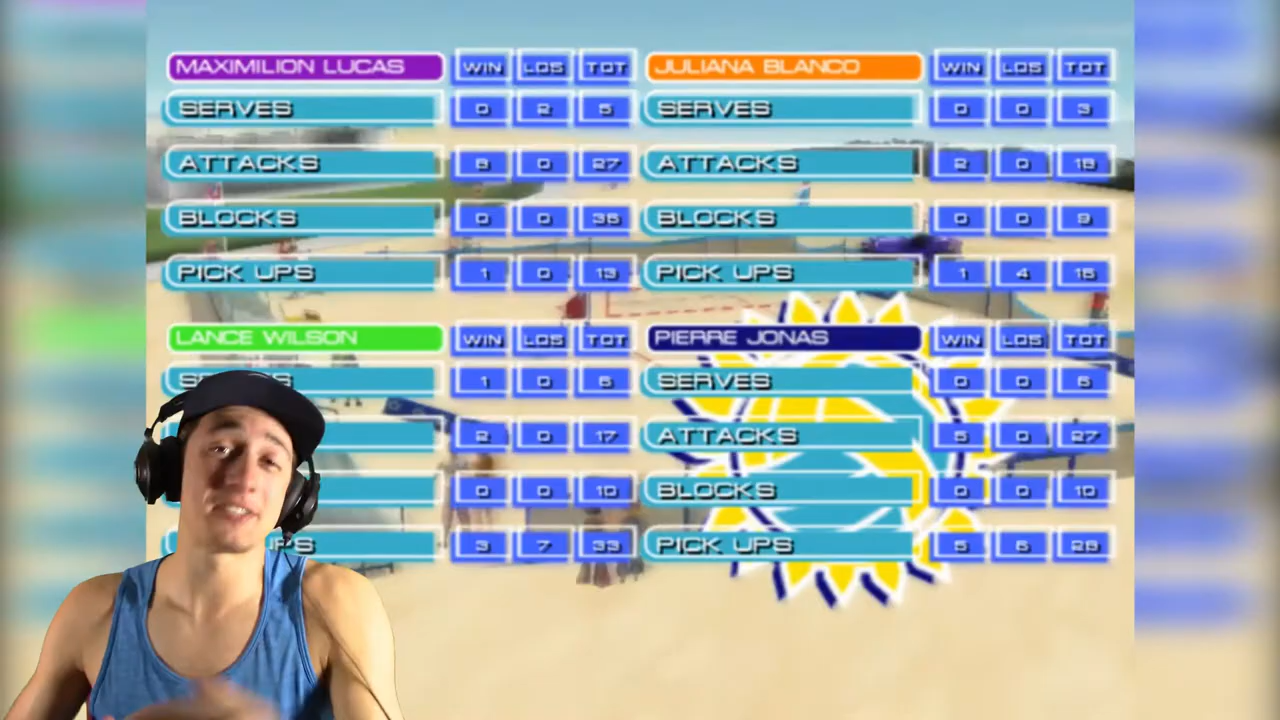 MAXIMILION LUCAS WIN LOS TOT JULIANA BLANCO WIN LOS TOT
SERVES 0 2 5 SERVES 0 0 3
ATTACKS 8 0 27 ATTACKS 2 0 18
BLOCKS 0 0 36 BLOCKS 0 0 9
PICK UPS 1 0 13 PICK UPS 1 4 15
LANCE WILSON WIN LOS TOT PIERRE JONAS WIN LOS TOT
1 0 SERVES 0 0 6
2 0 17 ATTACKS 5 0 27
0 0 10 BLOCKS 0 0 10
PS 3 7 33 PICK UPS 5 6 28